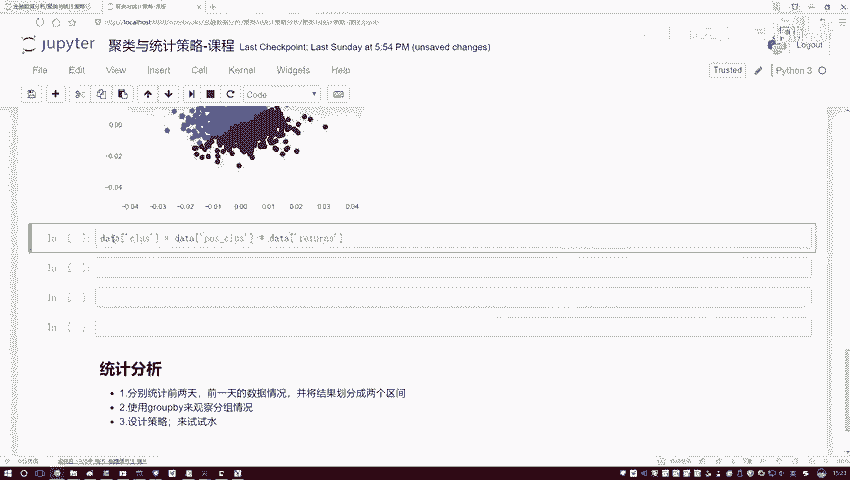 jupyter 聚类与统计策略-课程 Last Checkpoint: Last Sunday at 5:54 PM (unsaved changes)
Logout
File Edit View Insert Cell Kernel Widgets Help
Trusted
Python 3
Code
0.00
-0.02
-0.04
-0.04 -0.03 -0.02 -0.01 0.00 0.01 0.02 0.03 0.04
In [ ]: data['clus'] = data['pos_clus'] * data['returns']
In [ ]:
In [ ]:
In [ ]:
统计分析
1.分别统计前两天，前一天的数据情况，并将结果划分成两个区间
2.使用groupby来观察分组情况
3.设计策略；来试试水
15:23